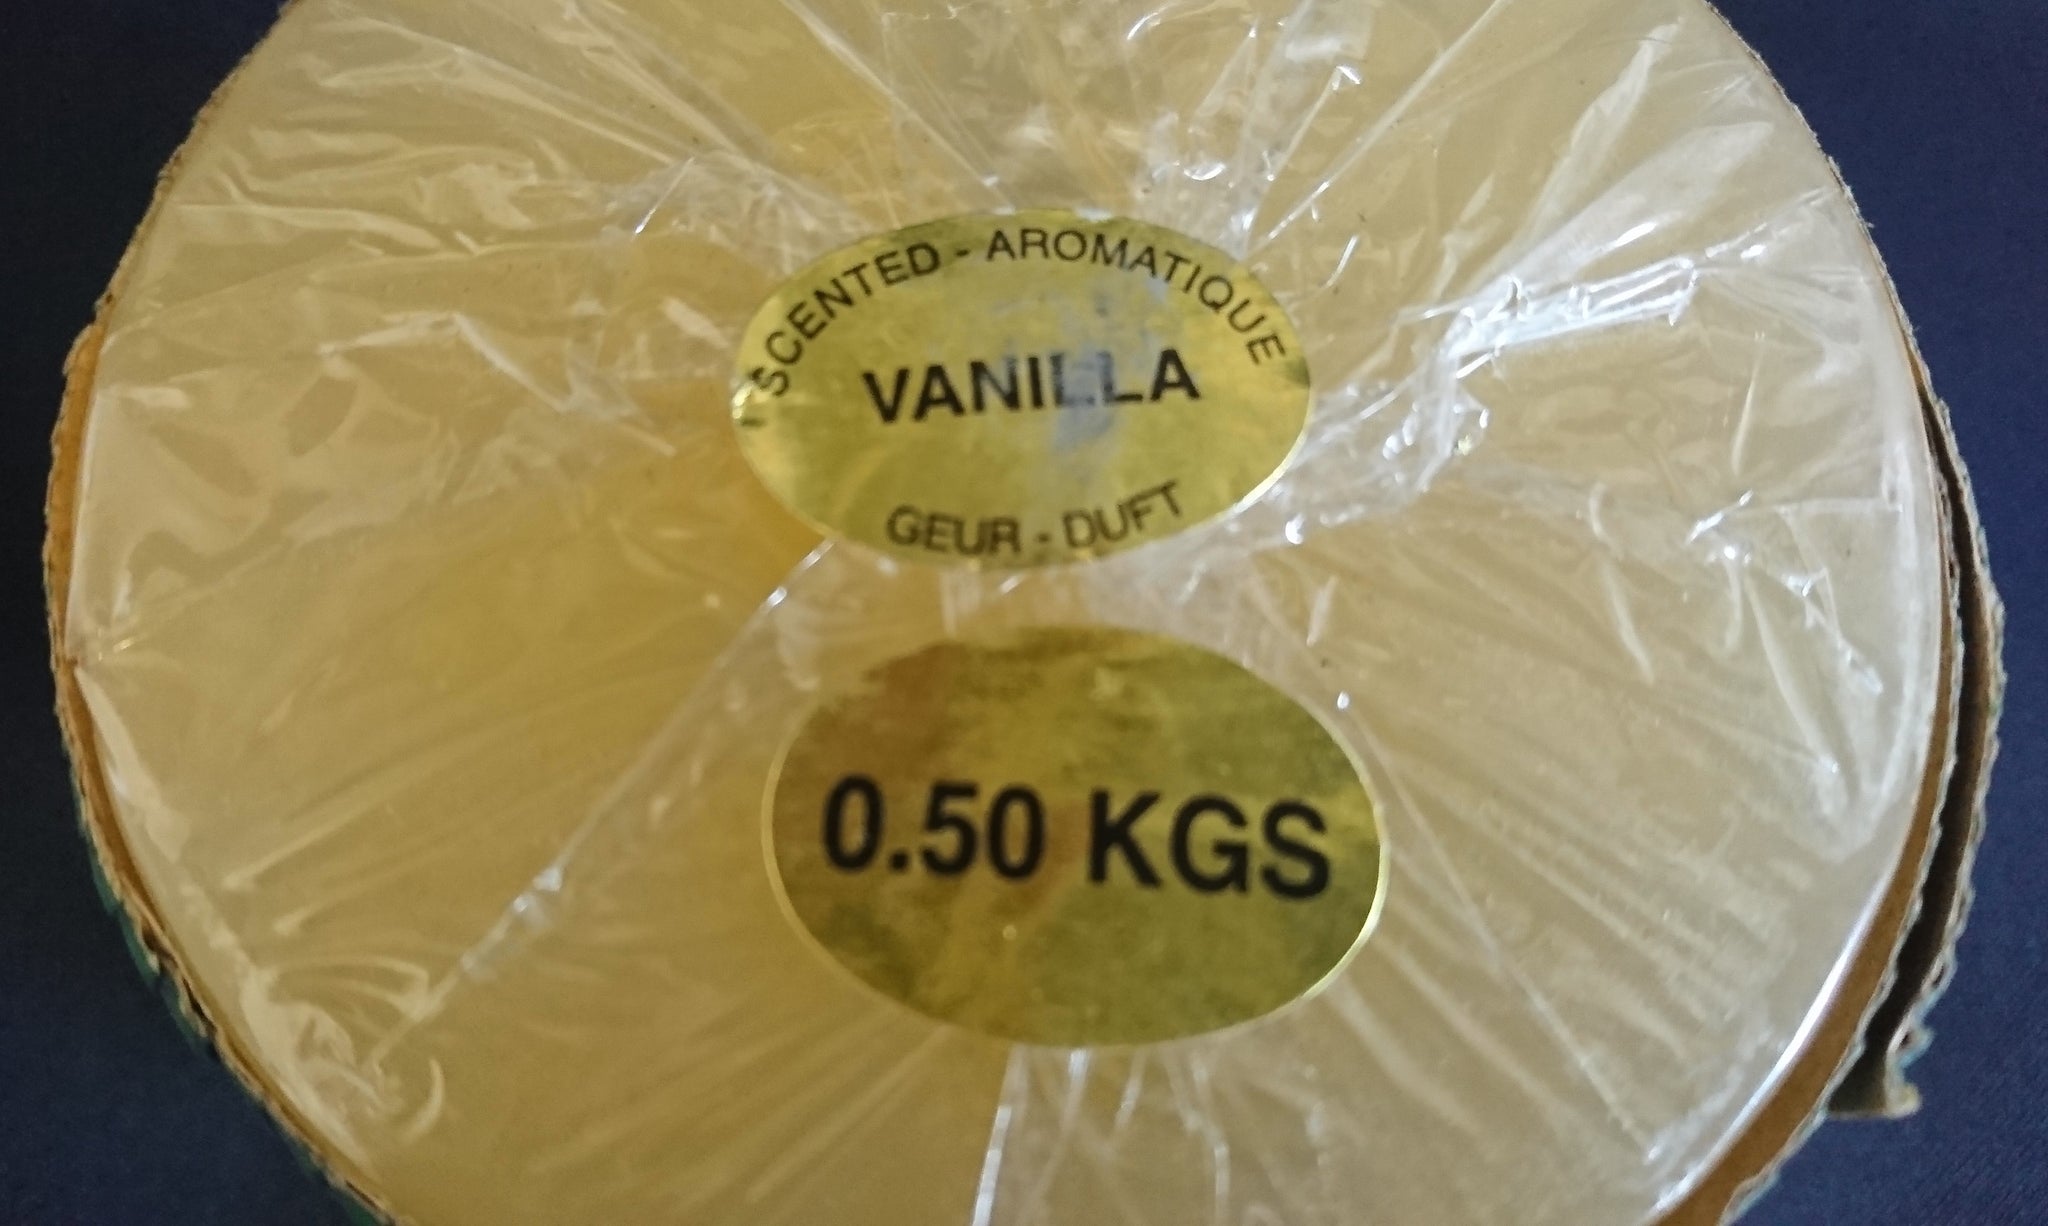 SCENTED - AROMATIQUE
VANILLA
GEUR - DUFT
0.50 KGS